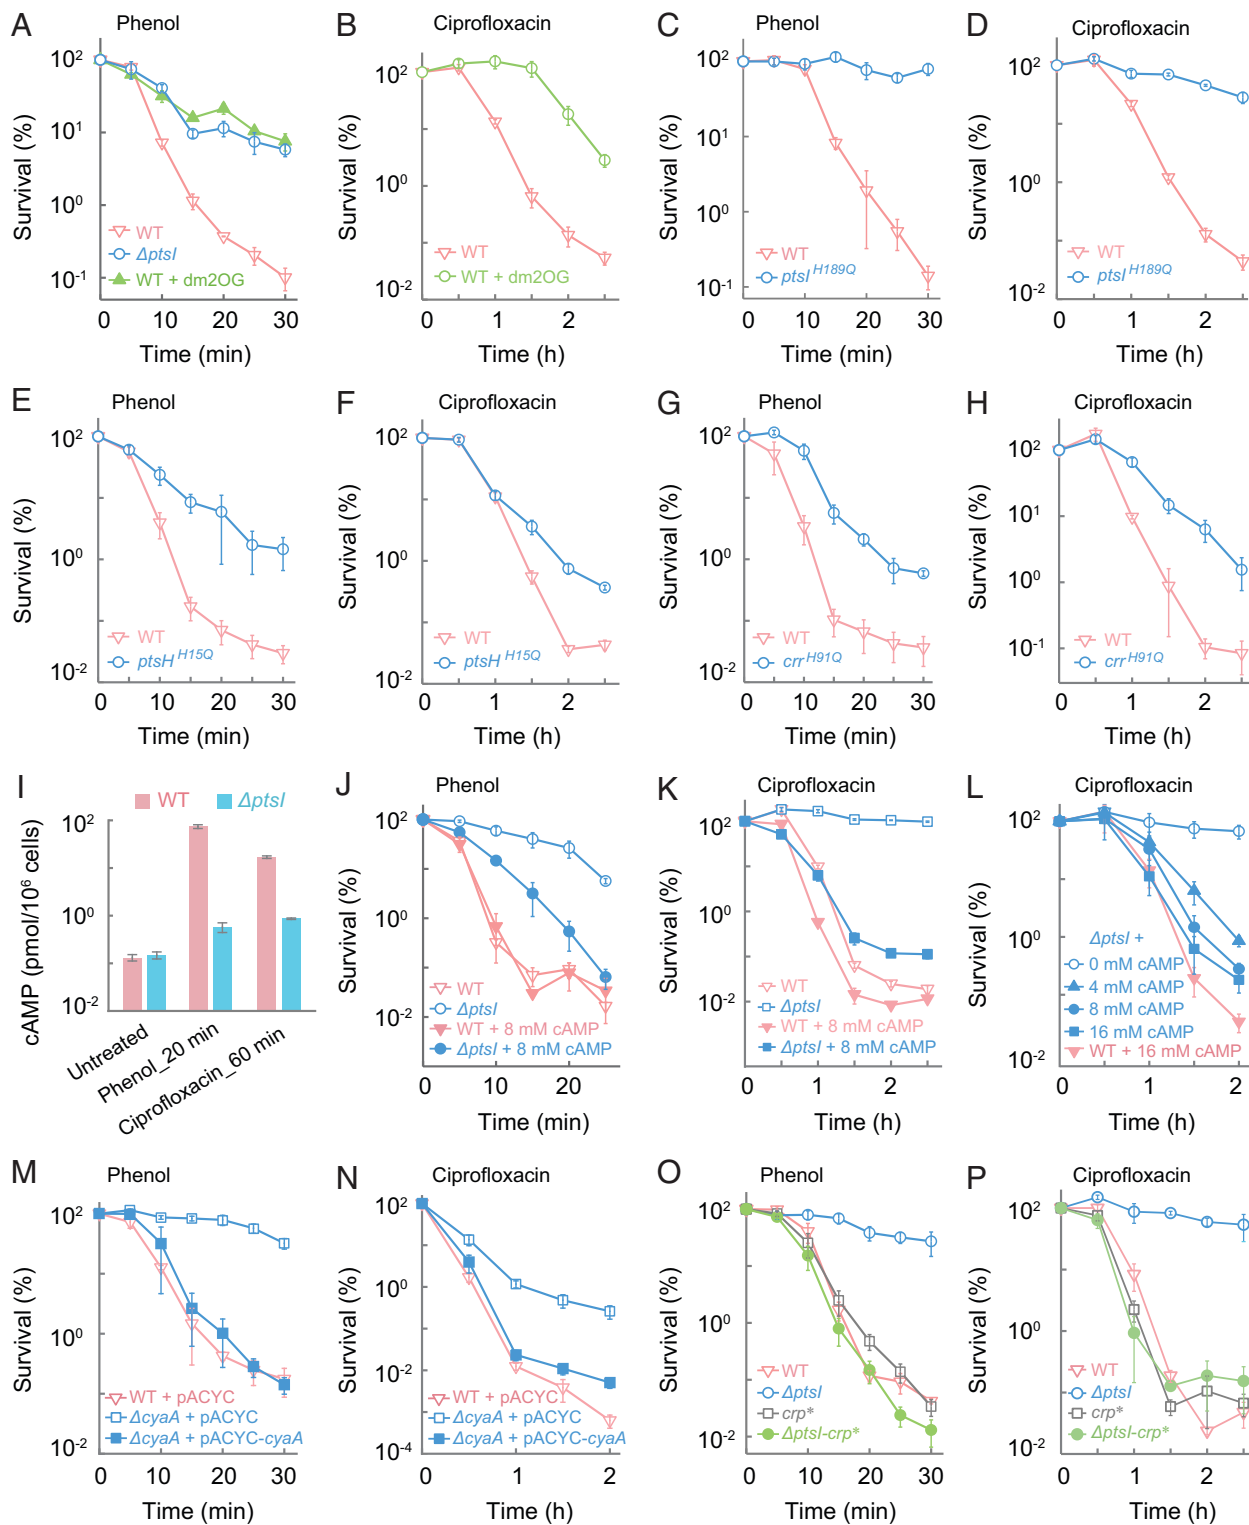 A
Phenol
Survival (%)
10²
10¹
10⁰
10⁻¹
WT
ΔptsI
WT + dm2OG
0 10 20 30
Time (min)
B
Ciprofloxacin
Survival (%)
10²
10⁰
10⁻²
WT
WT + dm2OG
0 1 2
Time (h)
C
Phenol
Survival (%)
10²
10¹
10⁰
10⁻¹
WT
ptsI H189Q
0 10 20 30
Time (min)
D
Ciprofloxacin
Survival (%)
10²
10⁰
10⁻²
WT
ptsI H189Q
0 1 2
Time (h)
E
Phenol
Survival (%)
10²
10⁰
10⁻²
WT
ptsH H15Q
0 10 20 30
Time (min)
F
Ciprofloxacin
Survival (%)
10²
10⁰
10⁻²
WT
ptsH H15Q
0 1 2
Time (h)
G
Phenol
Survival (%)
10²
10⁰
10⁻²
WT
crr H91Q
0 10 20 30
Time (min)
H
Ciprofloxacin
Survival (%)
10²
10¹
10⁰
10⁻¹
WT
crr H91Q
0 1 2
Time (h)
I
WT ΔptsI
cAMP (pmol/10⁶ cells)
10²
10⁰
10⁻²
Untreated
Phenol_20 min
Ciprofloxacin_60 min
J
Phenol
Survival (%)
10²
10⁰
10⁻²
WT
ΔptsI
WT + 8 mM cAMP
ΔptsI + 8 mM cAMP
0 10 20
Time (min)
K
Ciprofloxacin
Survival (%)
10²
10⁰
10⁻²
WT
ΔptsI
WT + 8 mM cAMP
ΔptsI + 8 mM cAMP
0 1 2
Time (h)
L
Ciprofloxacin
Survival (%)
10²
10⁰
10⁻²
ΔptsI +
0 mM cAMP
4 mM cAMP
8 mM cAMP
16 mM cAMP
WT + 16 mM cAMP
0 1 2
Time (h)
M
Phenol
Survival (%)
10²
10⁰
10⁻²
WT + pACYC
ΔcyaA + pACYC
ΔcyaA + pACYC-cyaA
0 10 20 30
Time (min)
N
Ciprofloxacin
Survival (%)
10²
10⁰
10⁻²
10⁻⁴
WT + pACYC
ΔcyaA + pACYC
ΔcyaA + pACYC-cyaA
0 1 2
Time (h)
O
Phenol
Survival (%)
10²
10⁰
10⁻²
WT
ΔptsI
crp*
ΔptsI-crp*
0 10 20 30
Time (min)
P
Ciprofloxacin
Survival (%)
10²
10⁰
10⁻²
WT
ΔptsI
crp*
ΔptsI-crp*
0 1 2
Time (h)